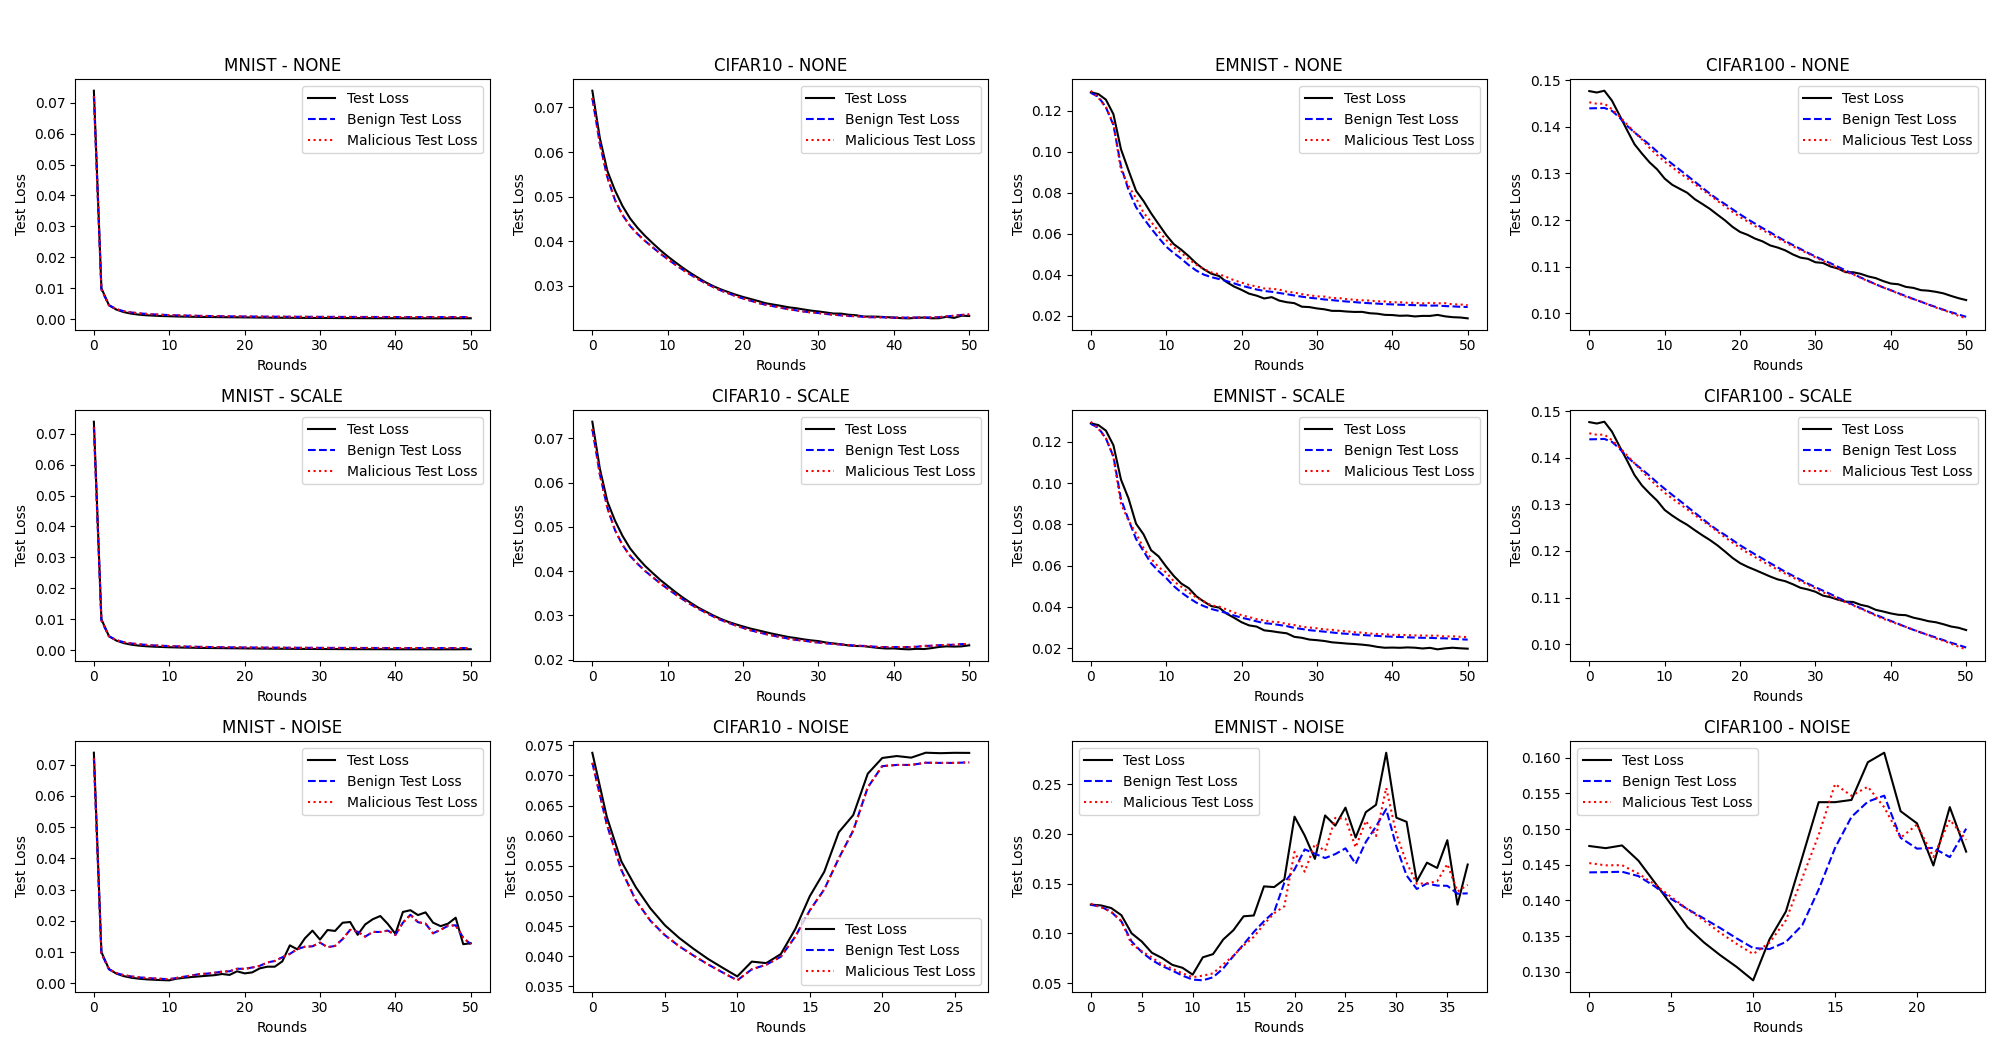 MNIST - NONE
Test Loss
Benign Test Loss
Malicious Test Loss
0.07
0.06
0.05
0.04
0.03
0.02
0.01
0.00
Test Loss
0 10 20 30 40 50
Rounds
CIFAR10 - NONE
Test Loss
Benign Test Loss
Malicious Test Loss
0.07
0.06
0.05
0.04
0.03
Test Loss
0 10 20 30 40 50
Rounds
EMNIST - NONE
Test Loss
Benign Test Loss
Malicious Test Loss
0.12
0.10
0.08
0.06
0.04
0.02
Test Loss
0 10 20 30 40 50
Rounds
CIFAR100 - NONE
Test Loss
Benign Test Loss
Malicious Test Loss
0.15
0.14
0.13
0.12
0.11
0.10
Test Loss
0 10 20 30 40 50
Rounds
MNIST - SCALE
Test Loss
Benign Test Loss
Malicious Test Loss
0.07
0.06
0.05
0.04
0.03
0.02
0.01
0.00
Test Loss
0 10 20 30 40 50
Rounds
CIFAR10 - SCALE
Test Loss
Benign Test Loss
Malicious Test Loss
0.07
0.06
0.05
0.04
0.03
0.02
Test Loss
0 10 20 30 40 50
Rounds
EMNIST - SCALE
Test Loss
Benign Test Loss
Malicious Test Loss
0.12
0.10
0.08
0.06
0.04
0.02
Test Loss
0 10 20 30 40 50
Rounds
CIFAR100 - SCALE
Test Loss
Benign Test Loss
Malicious Test Loss
0.15
0.14
0.13
0.12
0.11
0.10
Test Loss
0 10 20 30 40 50
Rounds
MNIST - NOISE
Test Loss
Benign Test Loss
Malicious Test Loss
0.07
0.06
0.05
0.04
0.03
0.02
0.01
0.00
Test Loss
0 10 20 30 40 50
Rounds
CIFAR10 - NOISE
0.075
0.070
0.065
0.060
0.055
0.050
0.045
0.040
0.035
Test Loss
Test Loss
Benign Test Loss
Malicious Test Loss
0 5 10 15 20 25
Rounds
EMNIST - NOISE
Test Loss
Benign Test Loss
Malicious Test Loss
0.25
0.20
0.15
0.10
0.05
Test Loss
0 5 10 15 20 25 30 35
Rounds
CIFAR100 - NOISE
Test Loss
Benign Test Loss
Malicious Test Loss
0.160
0.155
0.150
0.145
0.140
0.135
0.130
Test Loss
0 5 10 15 20
Rounds